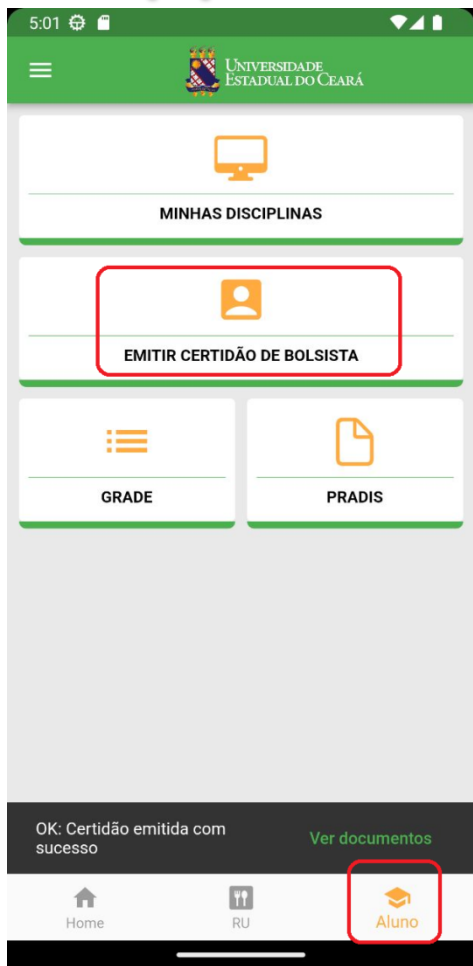 5:01
UNIVERSIDADE
ESTADUAL DO CEARÁ
MINHAS DISCIPLINAS
EMITIR CERTIDÃO DE BOLSISTA
GRADE
PRADIS
OK: Certidão emitida com
sucesso
Ver documentos
Home
RU
Aluno